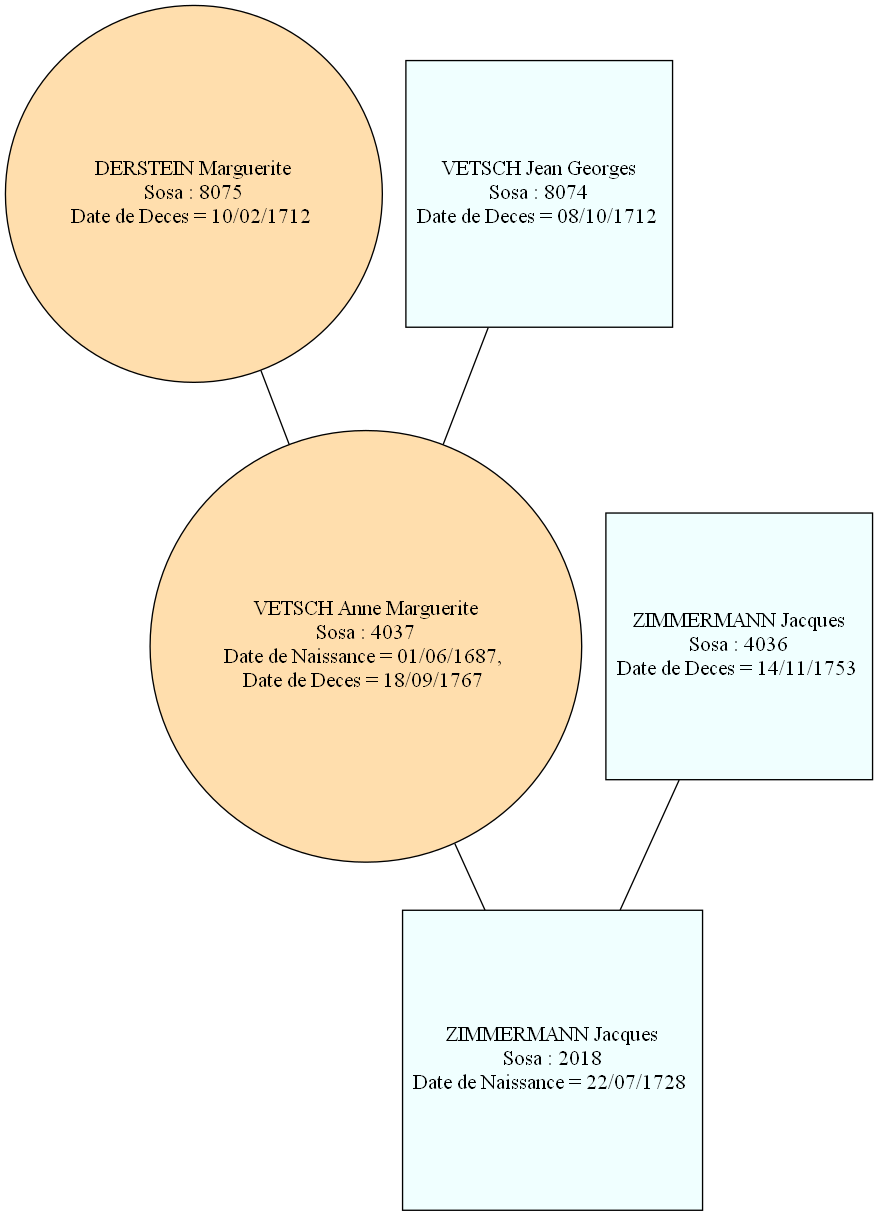 DERSTEIN Marguerite
Sosa : 8075
Date de Deces = 10/02/1712
VETSCH Jean Georges
Sosa : 8074
Date de Deces = 08/10/1712
VETSCH Anne Marguerite
Sosa : 4037
Date de Naissance = 01/06/1687,
Date de Deces = 18/09/1767
ZIMMERMANN Jacques
Sosa : 4036
Date de Deces = 14/11/1753
ZIMMERMANN Jacques
Sosa : 2018
Date de Naissance = 22/07/1728